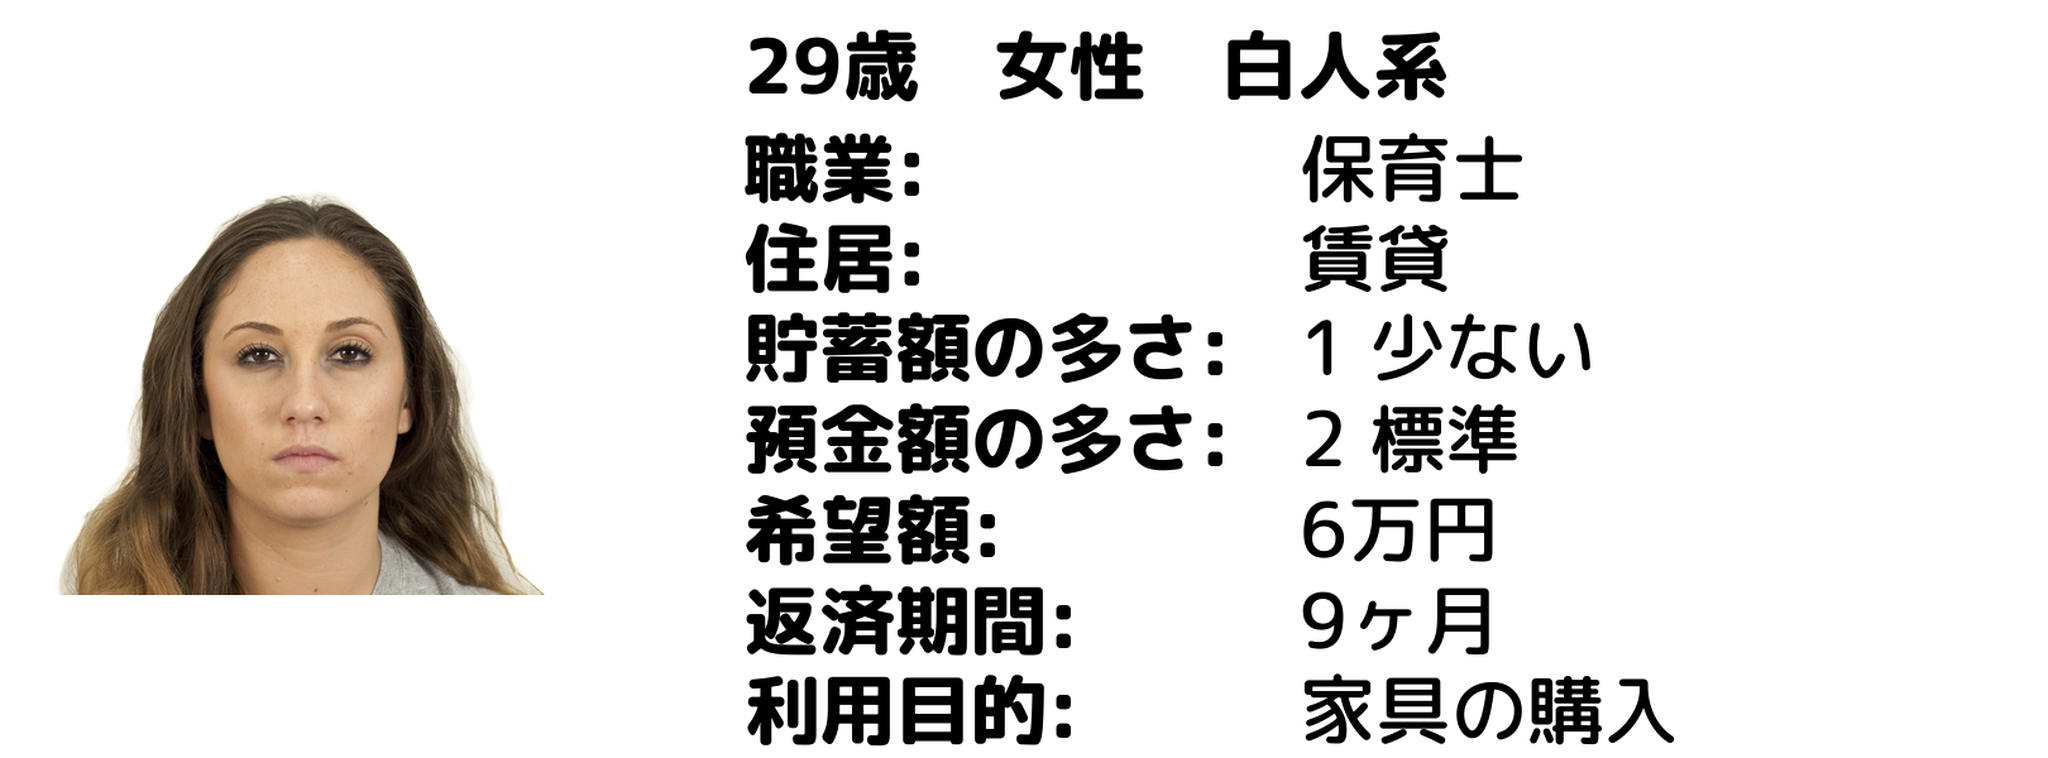 29歳　女性　白人系
職業: 保育士
住居: 賃貸
貯蓄額の多さ: 1 少ない
預金額の多さ: 2 標準
希望額: 6万円
返済期間: 9ヶ月
利用目的: 家具の購入